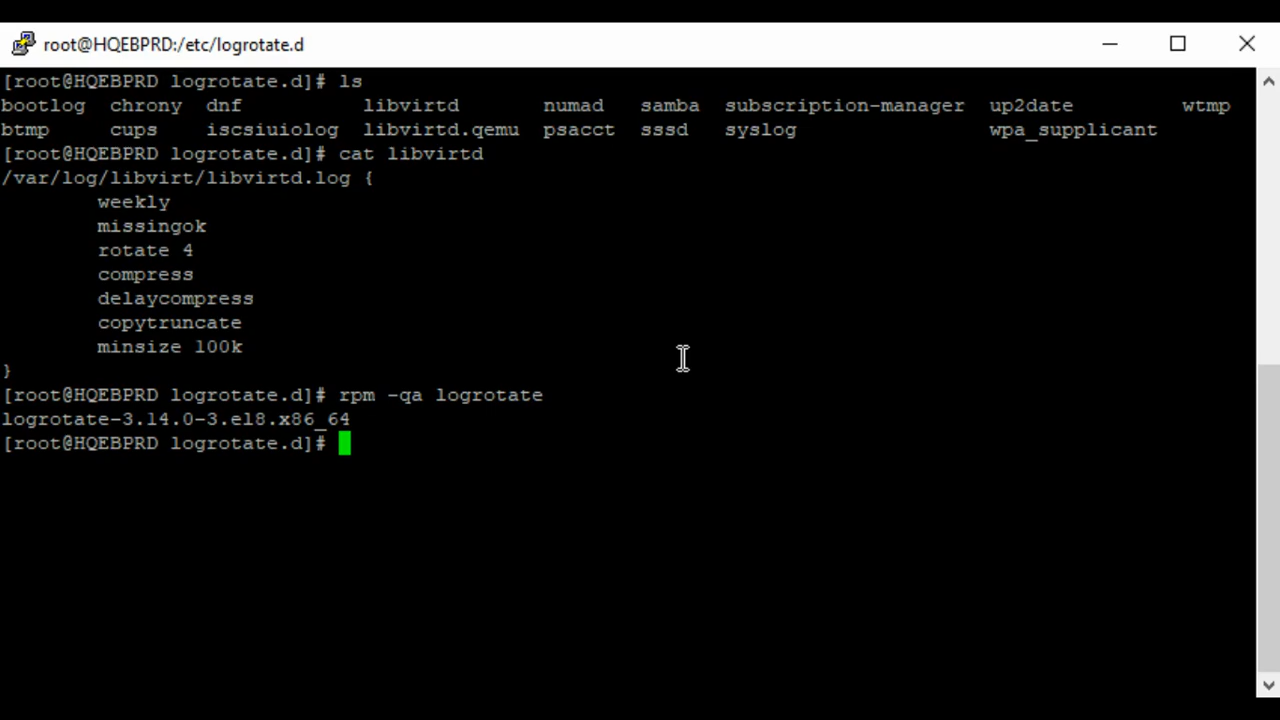 root@HQEBPRD:/etc/logrotate.d
[root@HQEBPRD logrotate.d]# ls
bootlog  chrony  dnf          libvirtd       numad   samba  subscription-manager  up2date         wtmp
btmp     cups    iscsiuiolog  libvirtd.qemu  psacct  sssd   syslog                wpa_supplicant
[root@HQEBPRD logrotate.d]# cat libvirtd
/var/log/libvirt/libvirtd.log {
        weekly
        missingok
        rotate 4
        compress
        delaycompress
        copytruncate
        minsize 100k
}
[root@HQEBPRD logrotate.d]# rpm -qa logrotate
logrotate-3.14.0-3.el8.x86_64
[root@HQEBPRD logrotate.d]#